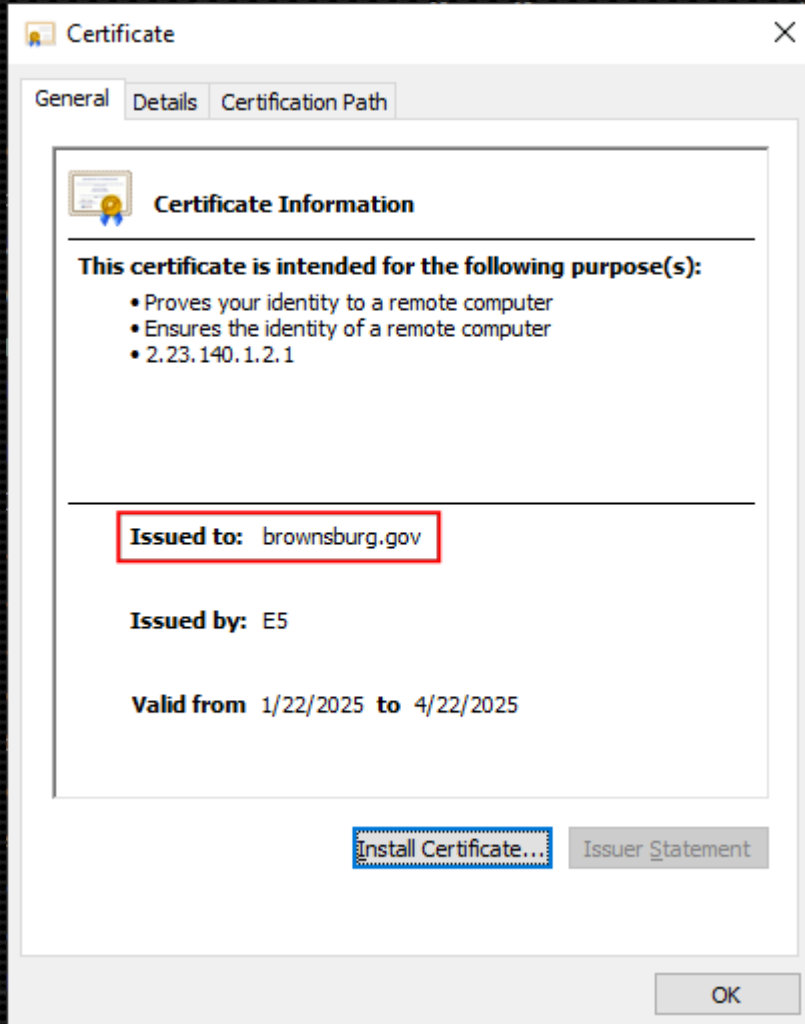 Certificate
General Details Certification Path
Certificate Information
This certificate is intended for the following purpose(s):
• Proves your identity to a remote computer
• Ensures the identity of a remote computer
• 2.23.140.1.2.1
Issued to: brownsburg.gov
Issued by: E5
Valid from 1/22/2025 to 4/22/2025
Install Certificate... Issuer Statement
OK